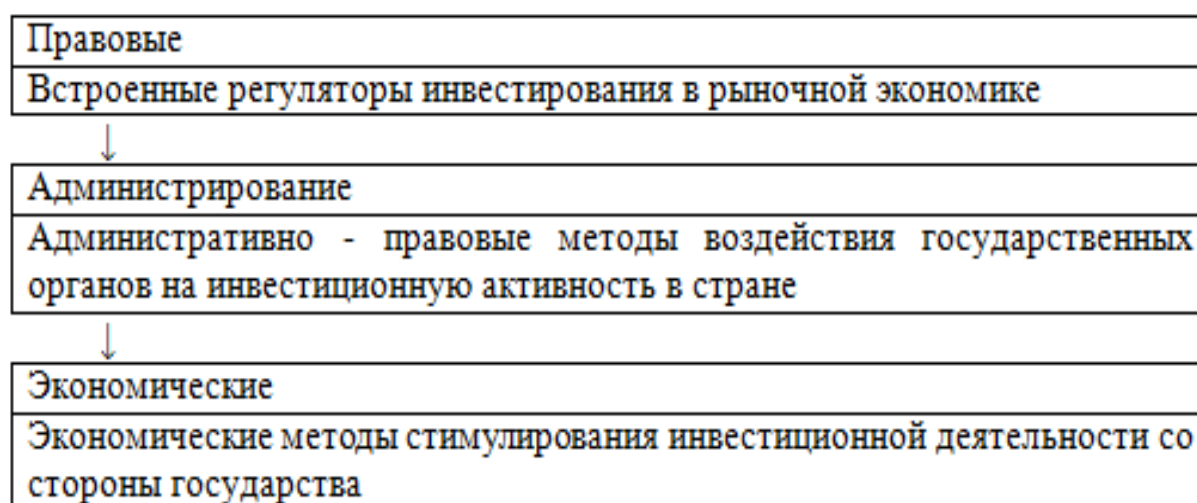 Правовые
Встроенные регуляторы инвестирования в рыночной экономике
↓
Администрирование
Административно - правовые методы воздействия государственных
органов на инвестиционную активность в стране
↓
Экономические
Экономические методы стимулирования инвестиционной деятельности со
стороны государства